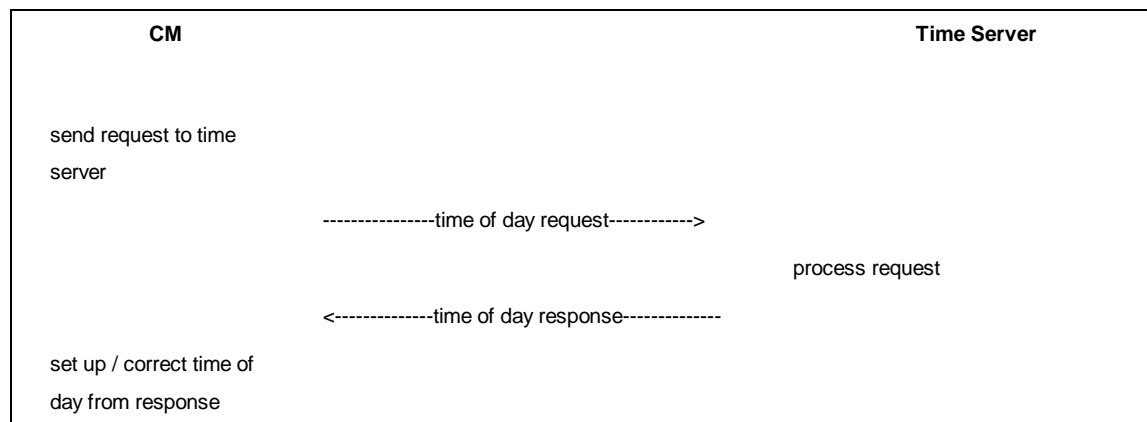 CM Time Server
send request to time
server
----------------time of day request------------>
process request
<--------------time of day response--------------
set up / correct time of
day from response